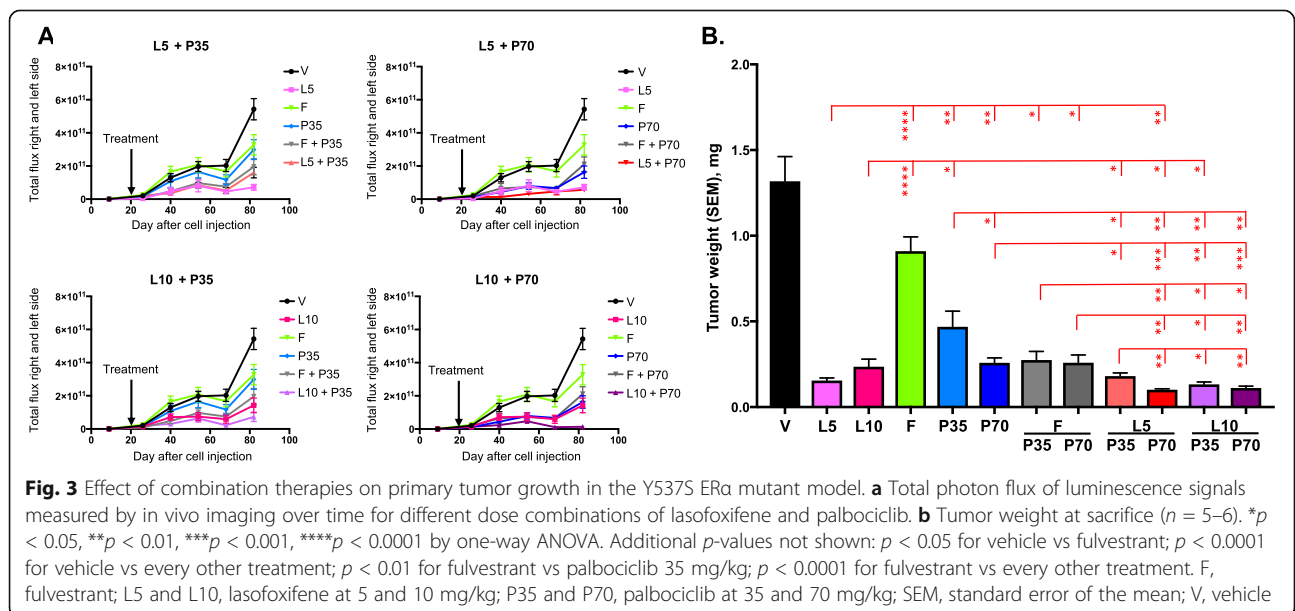 A
B.
L5 + P35
Total flux right and left side
8×10¹¹
6×10¹¹
4×10¹¹
2×10¹¹
0
Treatment
0 20 40 60 80 100
Day after cell injection
V
L5
F
P35
F + P35
L5 + P35
L5 + P70
Total flux right and left side
8×10¹¹
6×10¹¹
4×10¹¹
2×10¹¹
0
Treatment
0 20 40 60 80 100
Day after cell injection
V
L5
F
P70
F + P70
L5 + P70
L10 + P35
Total flux right and left side
8×10¹¹
6×10¹¹
4×10¹¹
2×10¹¹
0
Treatment
0 20 40 60 80 100
Day after cell injection
V
L10
F
P35
F + P35
L10 + P35
L10 + P70
Total flux right and left side
8×10¹¹
6×10¹¹
4×10¹¹
2×10¹¹
0
Treatment
0 20 40 60 80 100
Day after cell injection
V
L10
F
P70
F + P70
L10 + P70
Tumor weight (SEM), mg
2.0
1.5
1.0
0.5
0.0
**** ** ** * * **
**** * * * *
* * *** ** **
* *** ** ***
** * *
** * **
** * **
V L5 L10 F P35 P70 F L5 L10
P35 P70 P35 P70 P35 P70
Fig. 3 Effect of combination therapies on primary tumor growth in the Y537S ERα mutant model. a Total photon flux of luminescence signals
measured by in vivo imaging over time for different dose combinations of lasofoxifene and palbociclib. b Tumor weight at sacrifice (n = 5–6). *p
< 0.05, **p < 0.01, ***p < 0.001, ****p < 0.0001 by one-way ANOVA. Additional p-values not shown: p < 0.05 for vehicle vs fulvestrant; p < 0.0001
for vehicle vs every other treatment; p < 0.01 for fulvestrant vs palbociclib 35 mg/kg; p < 0.0001 for fulvestrant vs every other treatment. F,
fulvestrant; L5 and L10, lasofoxifene at 5 and 10 mg/kg; P35 and P70, palbociclib at 35 and 70 mg/kg; SEM, standard error of the mean; V, vehicle